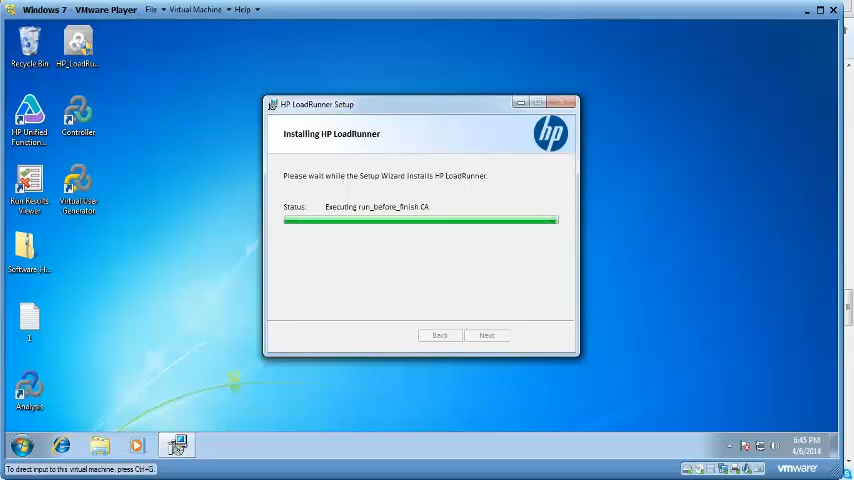 Windows 7 - VMware Player File Virtual Machine Help
Recycle Bin
HP_LoadRu...
HP Unified
Function...
Controller
Run Results
Viewer
Virtual User
Generator
Software_H...
1
Analysis
HP LoadRunner Setup
Installing HP LoadRunner
hp
Please wait while the Setup Wizard installs HP LoadRunner.
Status: Executing run_before_finish CA
Back Next
6:45 PM
4/6/2014
To direct input to this virtual machine, press Ctrl+G.
vmware